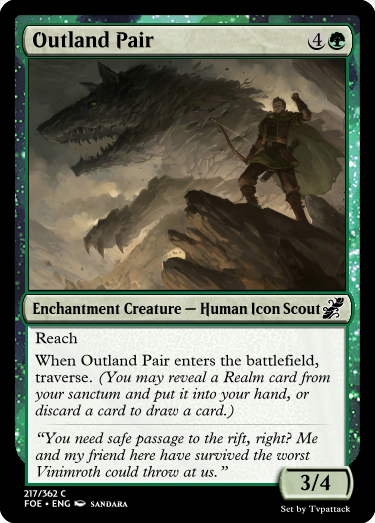 Outland Pair 4
Enchantment Creature — Human Icon Scout
Reach
When Outland Pair enters the battlefield,
traverse. (You may reveal a Realm card from
your sanctum and put it into your hand, or
discard a card to draw a card.)
“You need safe passage to the rift, right? Me
and my friend here have survived the worst
Vinimroth could throw at us.”
3/4
217/362 C
FOE • ENG SANDARA
Set by Tvpattack